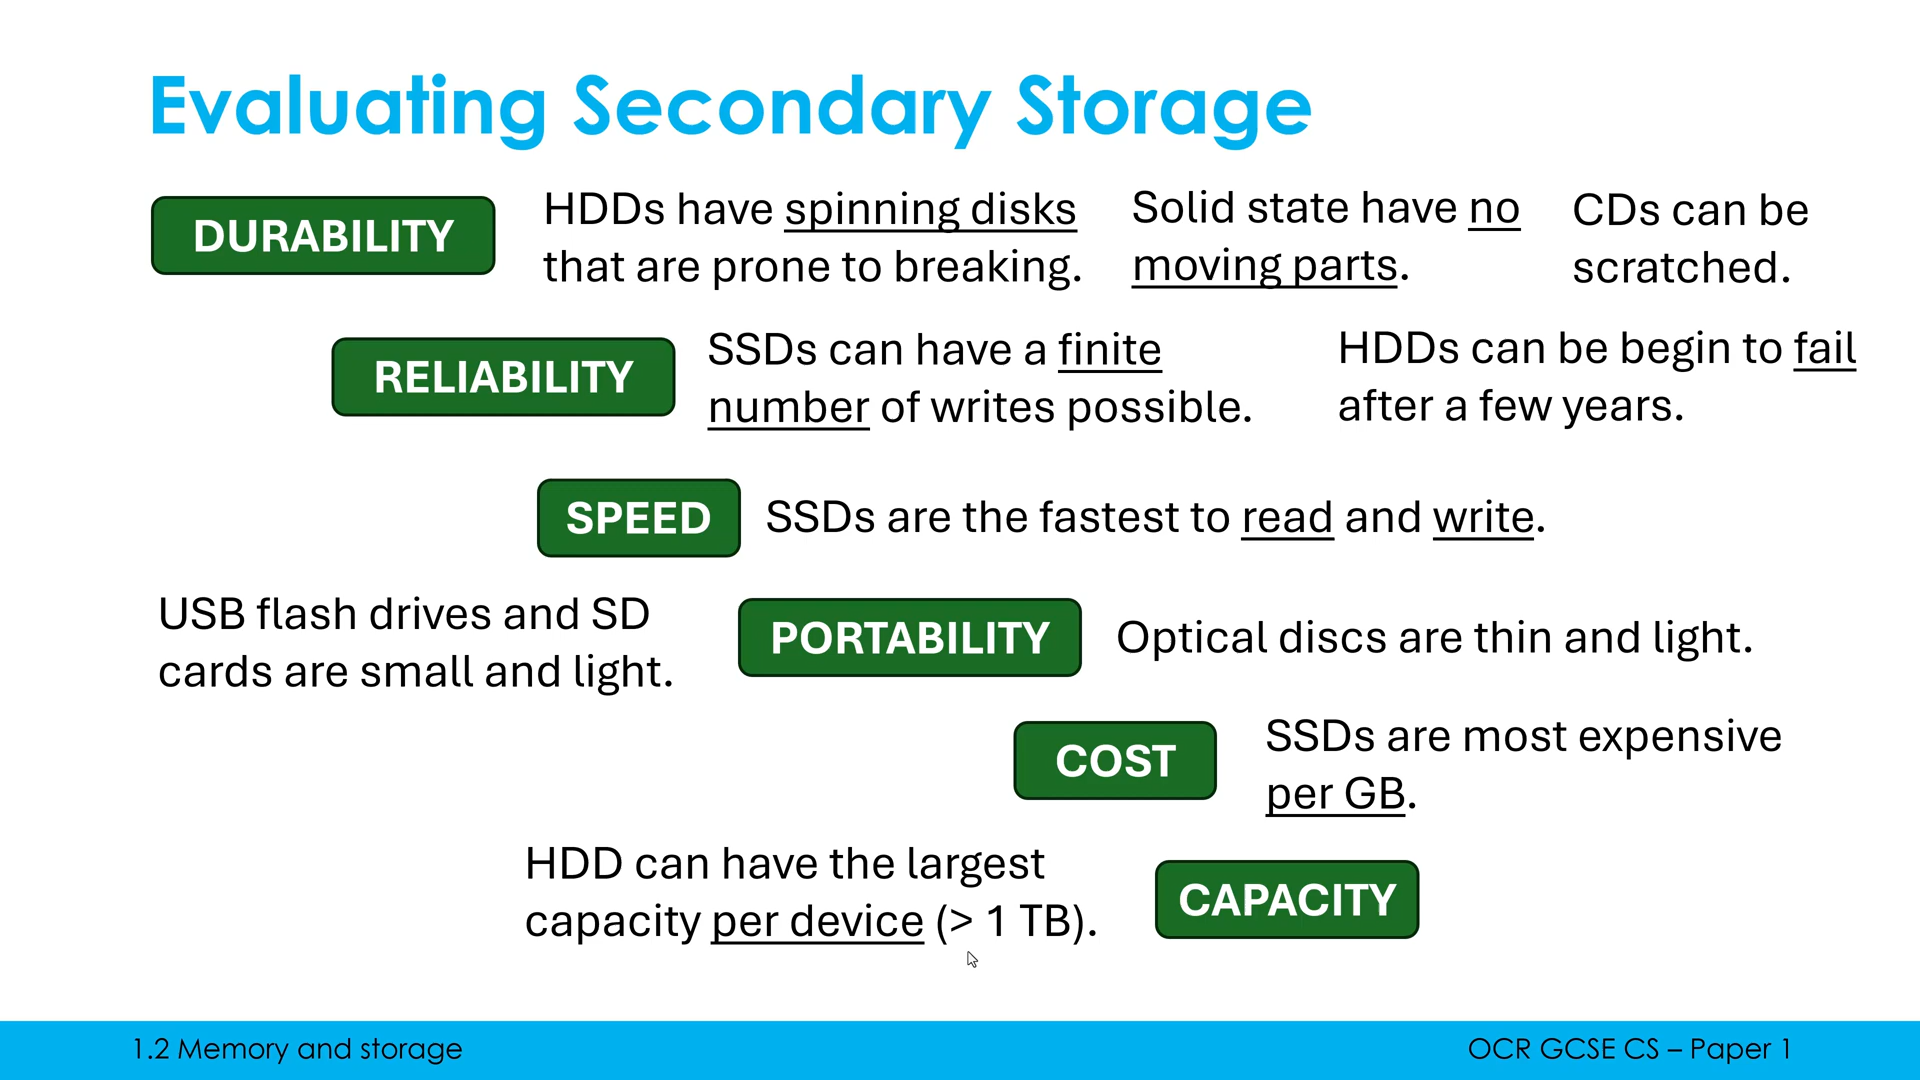 Evaluating Secondary Storage
DURABILITY
HDDs have spinning disks
that are prone to breaking.
Solid state have no
moving parts.
CDs can be
scratched.
RELIABILITY
SSDs can have a finite
number of writes possible.
HDDs can be begin to fail
after a few years.
SPEED
SSDs are the fastest to read and write.
USB flash drives and SD
cards are small and light.
PORTABILITY
Optical discs are thin and light.
COST
SSDs are most expensive
per GB.
HDD can have the largest
capacity per device (> 1 TB).
CAPACITY
1.2 Memory and storage
OCR GCSE CS – Paper 1